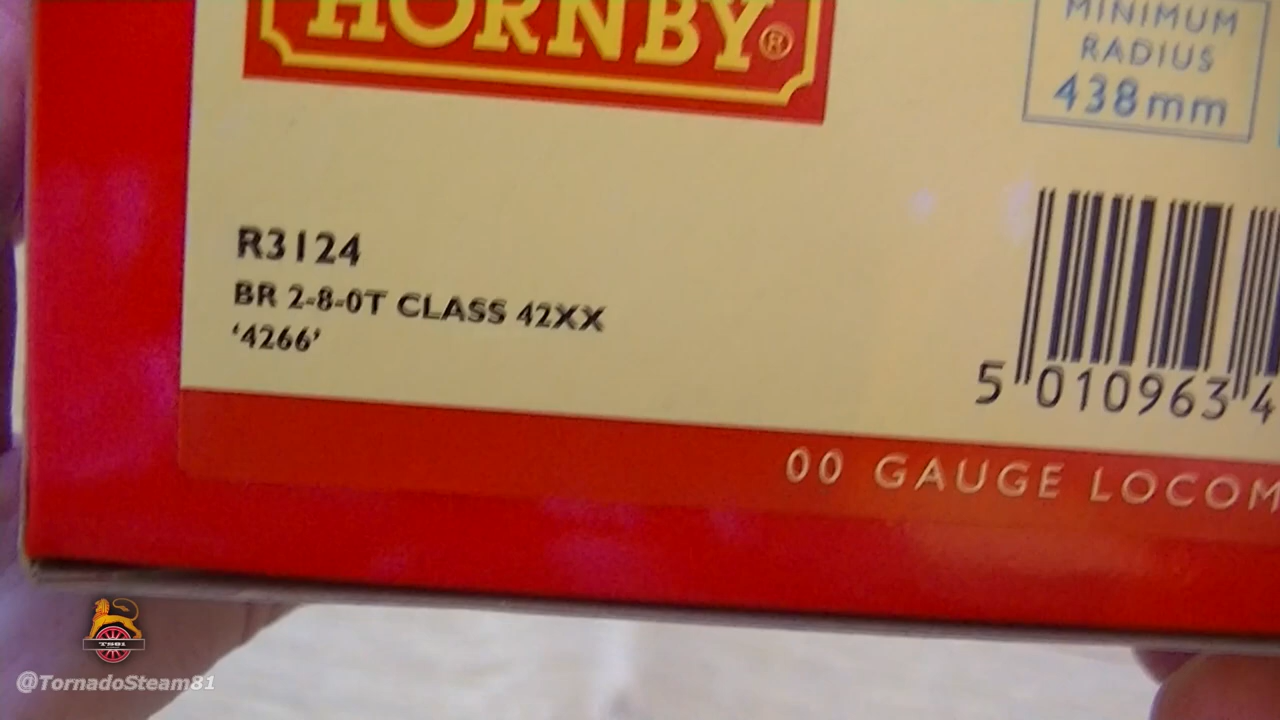 HORNBY®
MINIMUM
RADIUS
438mm
R3124
BR 2-8-0T CLASS 42XX
‘4266’
5 010963 4
00 GAUGE LOCOM
TS81
@TornadoSteam81